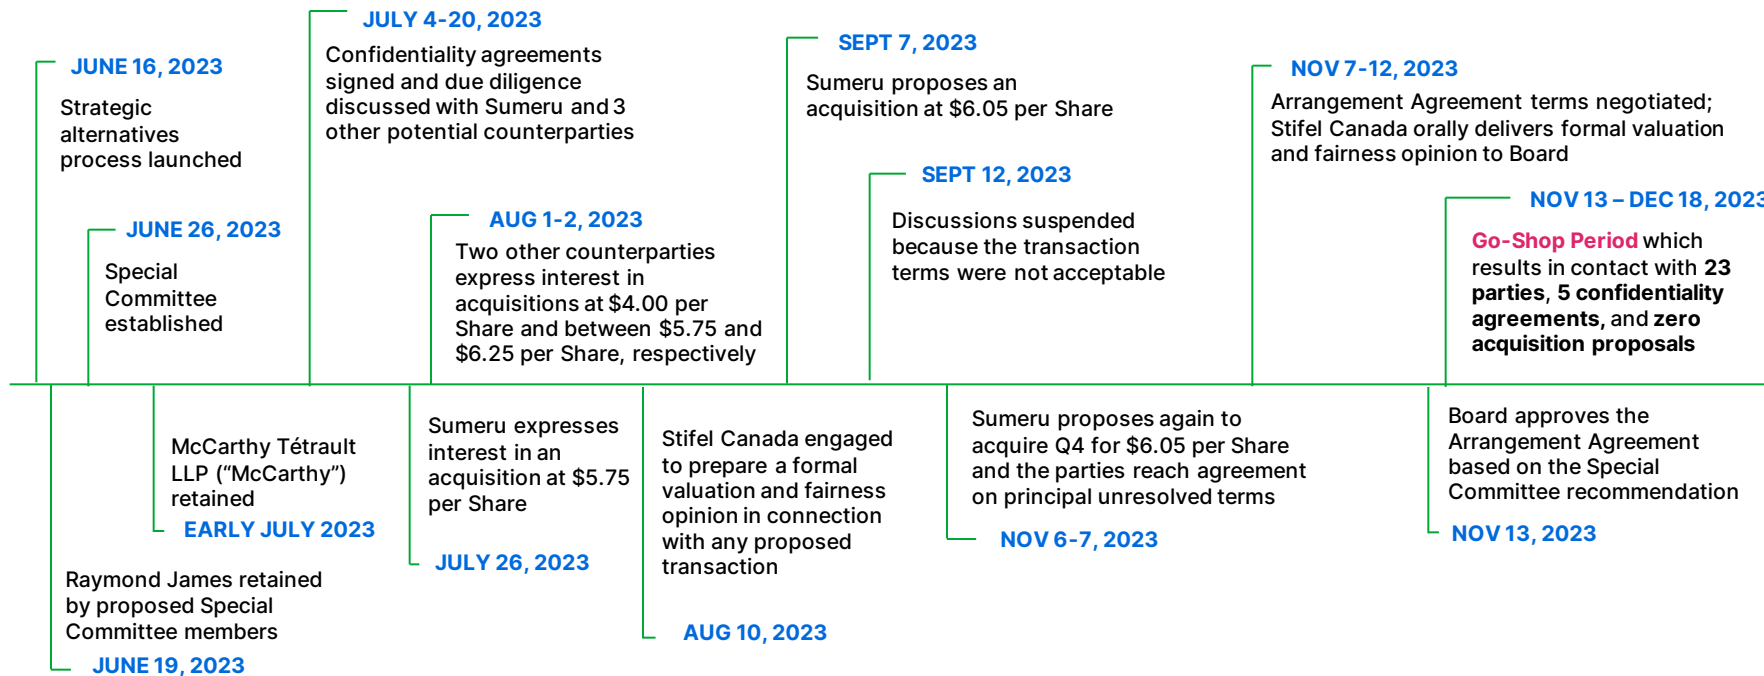 JUNE 16, 2023
Strategic
alternatives
process launched
JUNE 26, 2023
Special
Committee
established
JULY 4-20, 2023
Confidentiality agreements
signed and due diligence
discussed with Sumeru and 3
other potential counterparties
AUG 1-2, 2023
Two other counterparties
express interest in
acquisitions at $4.00 per
Share and between $5.75 and
$6.25 per Share, respectively
SEPT 7, 2023
Sumeru proposes an
acquisition at $6.05 per Share
SEPT 12, 2023
Discussions suspended
because the transaction
terms were not acceptable
NOV 7-12, 2023
Arrangement Agreement terms negotiated;
Stifel Canada orally delivers formal valuation
and fairness opinion to Board
NOV 13 – DEC 18, 2023
Go-Shop Period which
results in contact with 23
parties, 5 confidentiality
agreements, and zero
acquisition proposals
Raymond James retained
by proposed Special
Committee members
JUNE 19, 2023
McCarthy Tétrault
LLP (“McCarthy”)
retained
EARLY JULY 2023
Sumeru expresses
interest in an
acquisition at $5.75
per Share
JULY 26, 2023
Stifel Canada engaged
to prepare a formal
valuation and fairness
opinion in connection
with any proposed
transaction
AUG 10, 2023
Sumeru proposes again to
acquire Q4 for $6.05 per Share
and the parties reach agreement
on principal unresolved terms
NOV 6-7, 2023
Board approves the
Arrangement Agreement
based on the Special
Committee recommendation
NOV 13, 2023